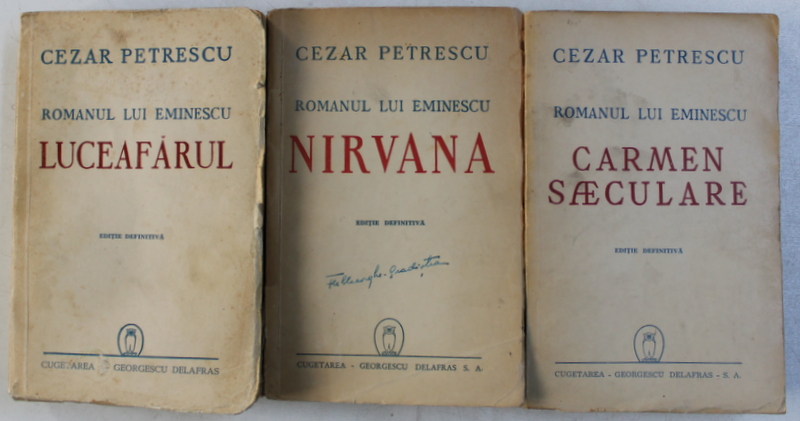 CEZAR PETRESCU
ROMANUL LUI EMINESCU
LUCEAFĂRUL
EDIȚIE DEFINITIVĂ
CUGETAREA - GEORGESCU DELAFRAS
CEZAR PETRESCU
ROMANUL LUI EMINESCU
NIRVANA
EDIȚIE DEFINITIVĂ
CUGETAREA - GEORGESCU DELAFRAS S. A.
CEZAR PETRESCU
ROMANUL LUI EMINESCU
CARMEN
SÆCULARE
EDIȚIE DEFINITIVĂ
CUGETAREA - GEORGESCU DELAFRAS - S. A.